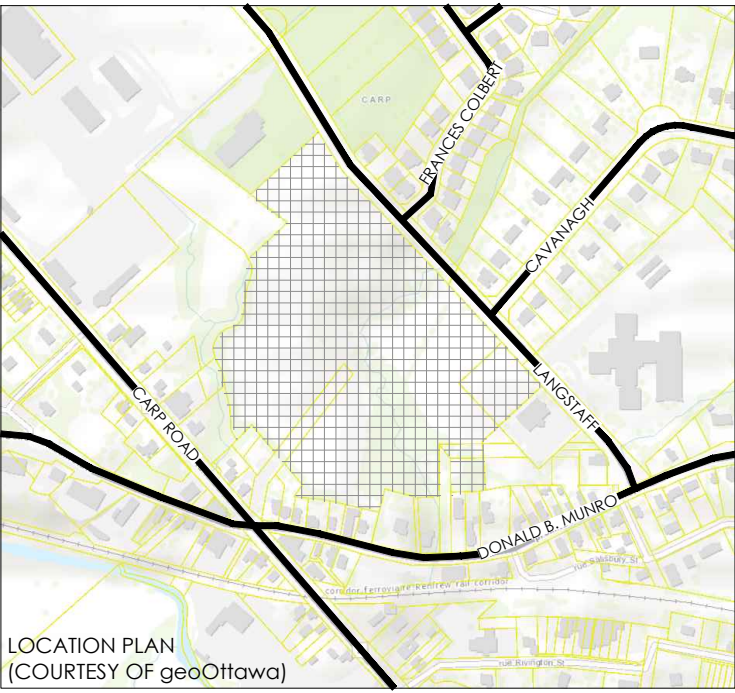 CARP
FRANCES COLBERT
CAVANAGH
LANGSTAFF
CARP ROAD
DONALD B. MUNRO
rue Salisbury St
corridor ferroviaire Renfrew rail corridor
rue Rivington St
LOCATION PLAN
(COURTESY OF geoOttawa)